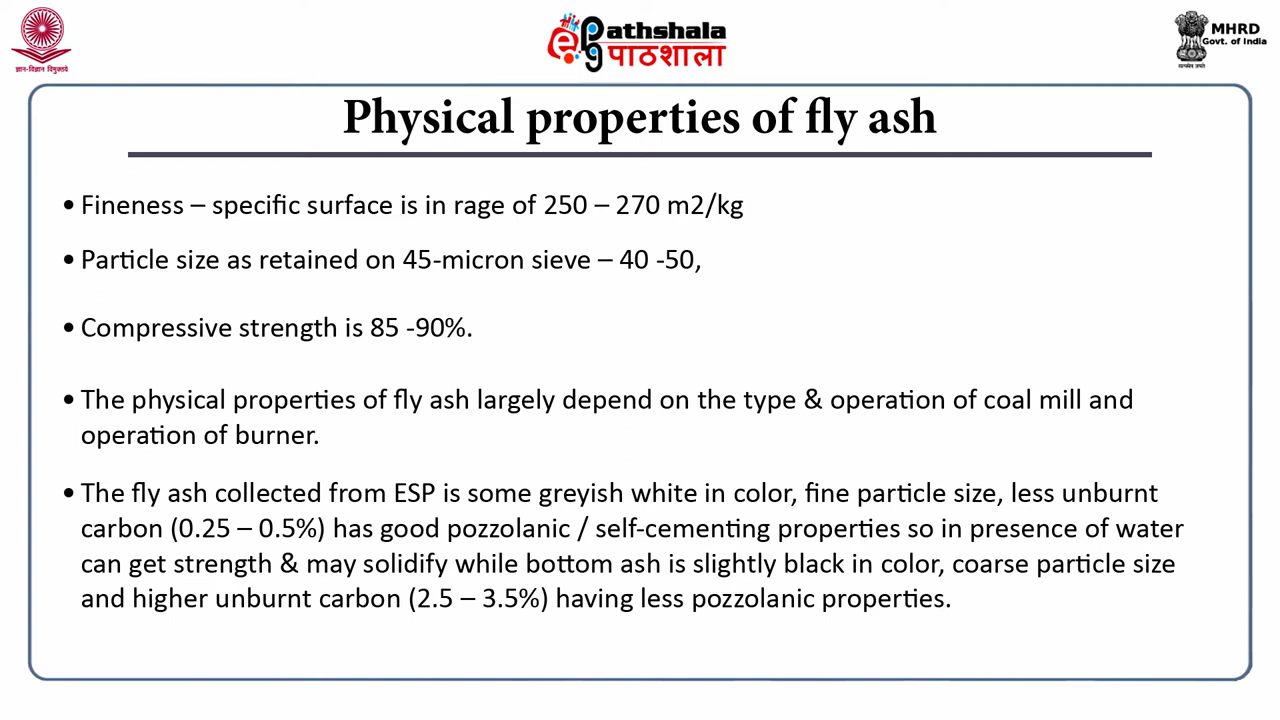 ज्ञान-विज्ञान विमुक्तये
epg athshala
पाठशाला
MHRD
Govt. of India
सत्यमेव जयते
Physical properties of fly ash
• Fineness – specific surface is in rage of 250 – 270 m2/kg
• Particle size as retained on 45-micron sieve – 40 -50,
• Compressive strength is 85 -90%.
• The physical properties of fly ash largely depend on the type & operation of coal mill and
operation of burner.
• The fly ash collected from ESP is some greyish white in color, fine particle size, less unburnt
carbon (0.25 – 0.5%) has good pozzolanic / self-cementing properties so in presence of water
can get strength & may solidify while bottom ash is slightly black in color, coarse particle size
and higher unburnt carbon (2.5 – 3.5%) having less pozzolanic properties.